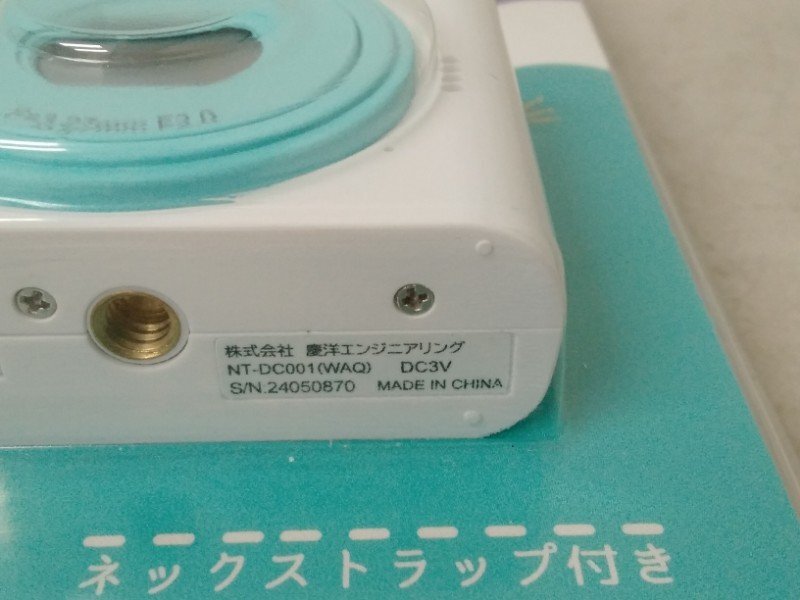 F3.0
株式会社 慶洋エンジニアリング
NT-DC001(WAQ) DC3V
S/N.24050870 MADE IN CHINA
ネックストラップ付き